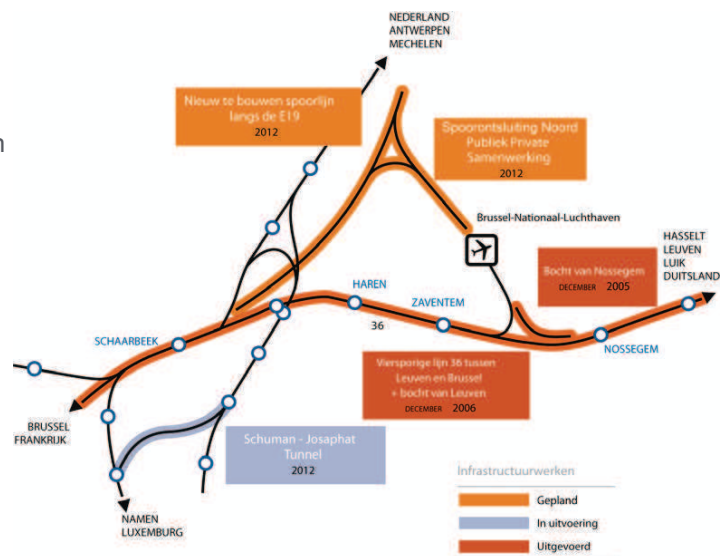 NEDERLAND
ANTWERPEN
MECHELEN
Nieuw te bouwen spoorlijn
langs de E19
2012
n
Spoorontsluiting Noord
Publiek Private
Samenwerking
2012
Brussel-Nationaal-Luchthaven
HASSELT
LEUVEN
LUIK
DUITSLAND
Bocht van Nossegem
DECEMBER 2005
HAREN
ZAVENTEM
36
SCHAARBEEK
NOSSEGEM
Viersporige lijn 36 tussen
Leuven en Brussel
+ bocht van Leuven
DECEMBER 2006
BRUSSEL
FRANKRIJK
Schuman - Josaphat
Tunnel
2012
NAMEN
LUXEMBURG
Infrastructuurwerken
Gepland
In uitvoering
Uitgevoerd